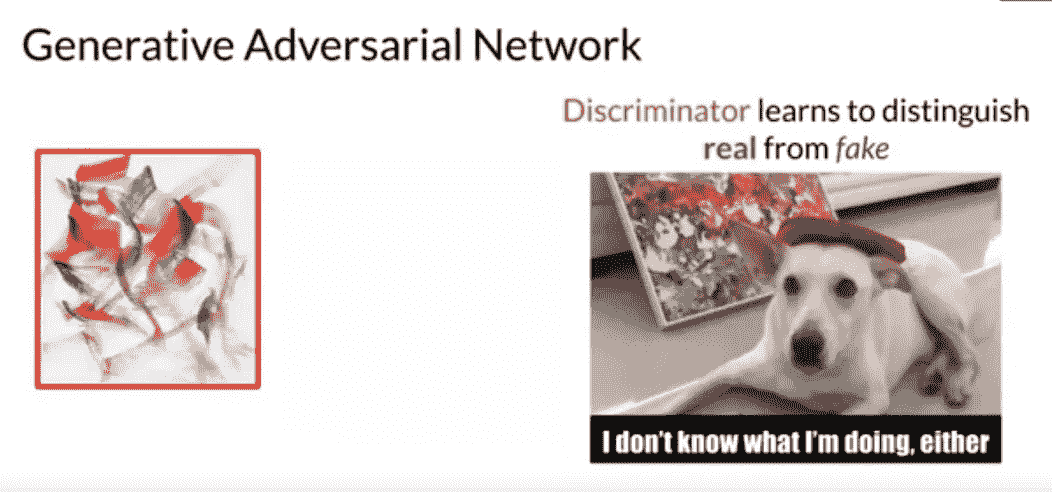 Generative Adversarial Network
Discriminator learns to distinguish
real from fake
I don't know what I'm doing, either